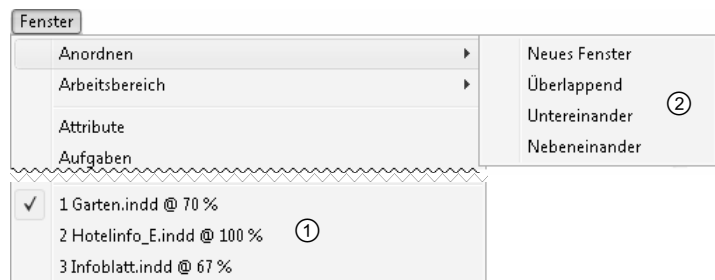 Fenster
Anordnen
Neues Fenster
Arbeitsbereich
Überlappend
Untereinander
②
Attribute
Nebeneinander
Aufgaben
✓ 1 Garten.indd @ 70 %
2 Hotelinfo_E.indd @ 100 % ①
3 Infoblatt.indd @ 67 %